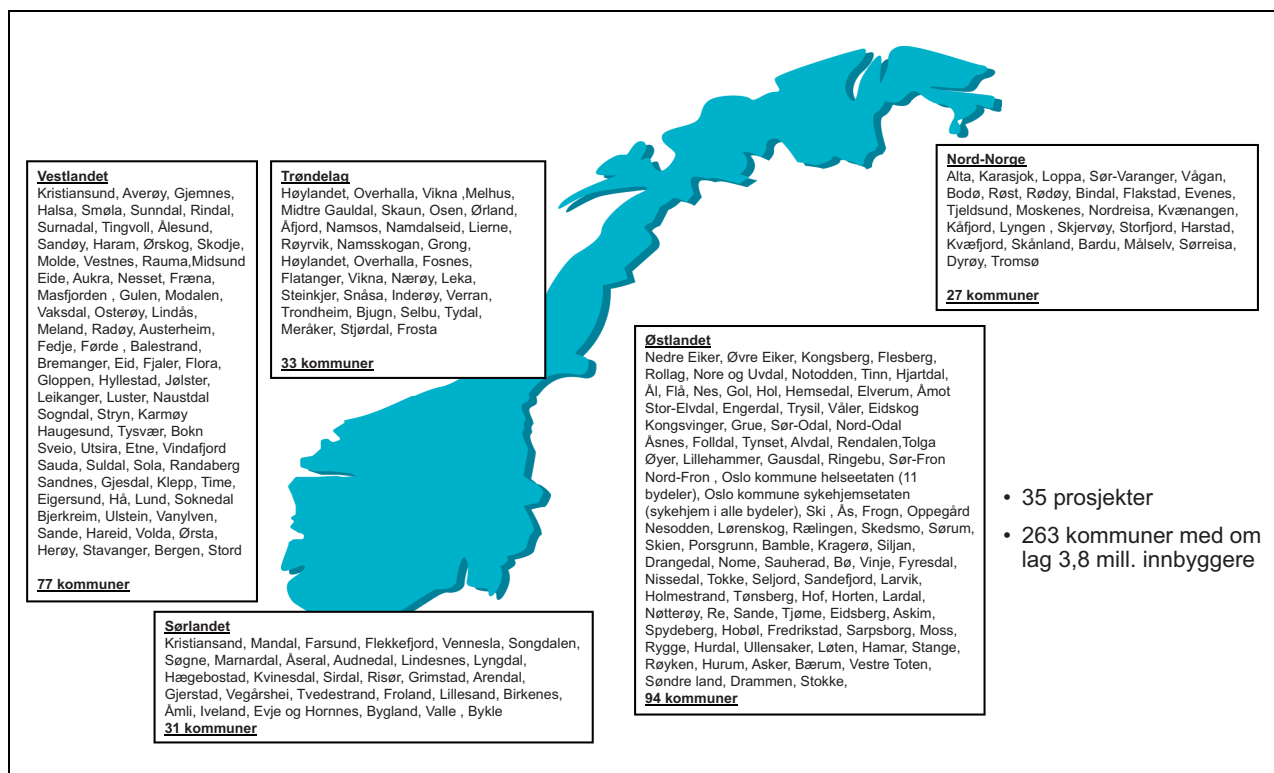 Vestlandet
Kristiansund, Averøy, Gjemnes,
Halsa, Smøla, Sunndal, Rindal,
Surnadal, Tingvoll, Ålesund,
Sandøy, Haram, Ørskog, Skodje,
Molde, Vestnes, Rauma,Midsund
Eide, Aukra, Nesset, Fræna,
Masfjorden , Gulen, Modalen,
Vaksdal, Osterøy, Lindås,
Meland, Radøy, Austerheim,
Fedje, Førde , Balestrand,
Bremanger, Eid, Fjaler, Flora,
Gloppen, Hyllestad, Jølster,
Leikanger, Luster, Naustdal
Sogndal, Stryn, Karmøy
Haugesund, Tysvær, Bokn
Sveio, Utsira, Etne, Vindafjord
Sauda, Suldal, Sola, Randaberg
Sandnes, Gjesdal, Klepp, Time,
Eigersund, Hå, Lund, Soknedal
Bjerkreim, Ulstein, Vanylven,
Sande, Hareid, Volda, Ørsta,
Herøy, Stavanger, Bergen, Stord
77 kommuner
Trøndelag
Høylandet, Overhalla, Vikna ,Melhus,
Midtre Gauldal, Skaun, Osen, Ørland,
Åfjord, Namsos, Namdalseid, Lierne,
Røyrvik, Namsskogan, Grong,
Høylandet, Overhalla, Fosnes,
Flatanger, Vikna, Nærøy, Leka,
Steinkjer, Snåsa, Inderøy, Verran,
Trondheim, Bjugn, Selbu, Tydal,
Meråker, Stjørdal, Frosta
33 kommuner
Nord-Norge
Alta, Karasjok, Loppa, Sør-Varanger, Vågan,
Bodø, Røst, Rødøy, Bindal, Flakstad, Evenes,
Tjeldsund, Moskenes, Nordreisa, Kvænangen,
Kåfjord, Lyngen , Skjervøy, Storfjord, Harstad,
Kvæfjord, Skånland, Bardu, Målselv, Sørreisa,
Dyrøy, Tromsø
27 kommuner
Østlandet
Nedre Eiker, Øvre Eiker, Kongsberg, Flesberg,
Rollag, Nore og Uvdal, Notodden, Tinn, Hjartdal,
Ål, Flå, Nes, Gol, Hol, Hemsedal, Elverum, Åmot
Stor-Elvdal, Engerdal, Trysil, Våler, Eidskog
Kongsvinger, Grue, Sør-Odal, Nord-Odal
Åsnes, Folldal, Tynset, Alvdal, Rendalen,Tolga
Øyer, Lillehammer, Gausdal, Ringebu, Sør-Fron
Nord-Fron , Oslo kommune helseetaten (11
bydeler), Oslo kommune sykehjemsetaten
(sykehjem i alle bydeler), Ski , Ås, Frogn, Oppegård
Nesodden, Lørenskog, Rælingen, Skedsmo, Sørum,
Skien, Porsgrunn, Bamble, Kragerø, Siljan,
Drangedal, Nome, Sauherad, Bø, Vinje, Fyresdal,
Nissedal, Tokke, Seljord, Sandefjord, Larvik,
Holmestrand, Tønsberg, Hof, Horten, Lardal,
Nøtterøy, Re, Sande, Tjøme, Eidsberg, Askim,
Spydeberg, Hobøl, Fredrikstad, Sarpsborg, Moss,
Rygge, Hurdal, Ullensaker, Løten, Hamar, Stange,
Røyken, Hurum, Asker, Bærum, Vestre Toten,
Søndre land, Drammen, Stokke,
94 kommuner
• 35 prosjekter
• 263 kommuner med om
lag 3,8 mill. innbyggere
Sørlandet
Kristiansand, Mandal, Farsund, Flekkefjord, Vennesla, Songdalen,
Søgne, Marnardal, Åseral, Audnedal, Lindesnes, Lyngdal,
Hægebostad, Kvinesdal, Sirdal, Risør, Grimstad, Arendal,
Gjerstad, Vegårshei, Tvedestrand, Froland, Lillesand, Birkenes,
Åmli, Iveland, Evje og Hornnes, Bygland, Valle , Bykle
31 kommuner